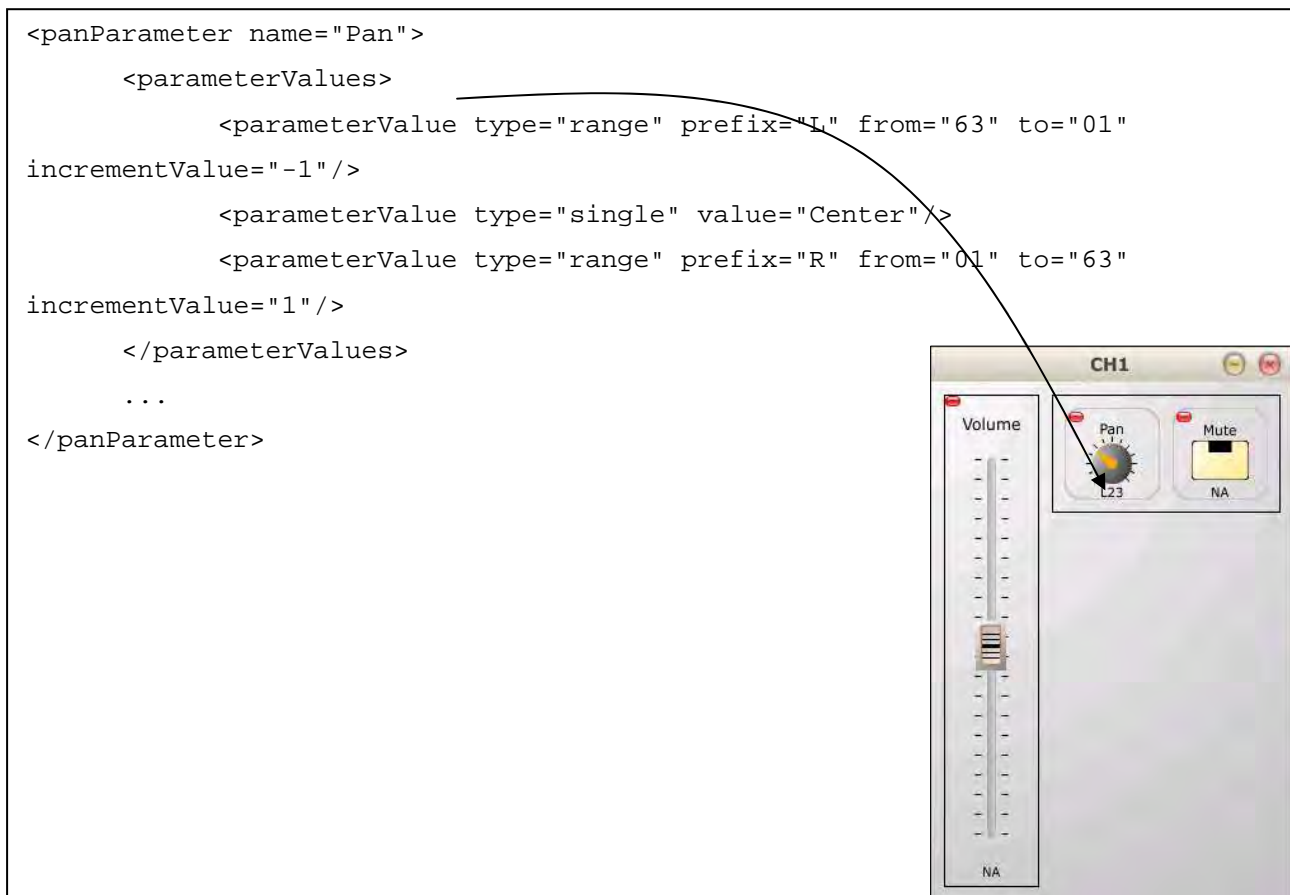 <panParameter name="Pan">
<parameterValues>
<parameterValue type="range" prefix="L" from="63" to="01"
incrementValue="-1"/>
<parameterValue type="single" value="Center"/>
<parameterValue type="range" prefix="R" from="01" to="63"
incrementValue="1"/>
</parameterValues>
...
</panParameter>
CH1
Volume
Pan
Mute
L23
NA
NA